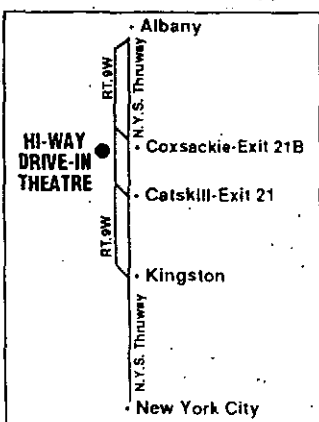 Albany
RT. 9W
N.Y.S. Thruway
HI-WAY
DRIVE-IN
THEATRE
Coxsackie-Exit 21B
Catskill-Exit 21
RT. 9W
Kingston
N.Y.S. Thruway
New York City